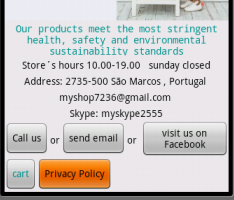 Our products meet the most stringent
health, safety and environmental
sustainability standards
Store´s hours 10.00-19.00   sunday closed
Address: 2735-500 São Marcos , Portugal
myshop7236@gmail.com
Skype: myskype2555
Call us or send email or visit us on
Facebook
cart Privacy Policy